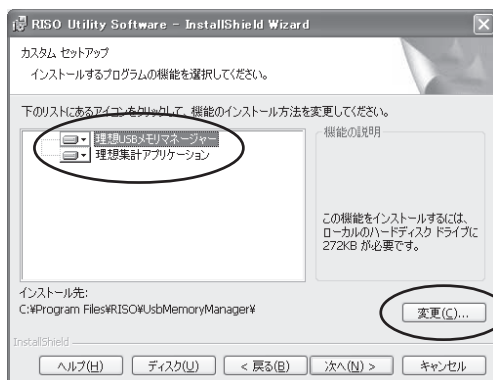 RISO Utility Software - InstallShield Wizard
カスタム セットアップ
インストールするプログラムの機能を選択してください。
下のリストにあるアイコンをクリックして、機能のインストール方法を変更してください。
理想USBメモリマネージャー
理想集計アプリケーション
機能の説明
この機能をインストールするには、
ローカルのハードディスク ドライブに
272KB が必要です。
インストール先:
C:¥Program Files¥RISO¥UsbMemoryManager¥
変更(C)...
InstallShield
ヘルプ(H) ディスク(U) < 戻る(B) 次へ(N) > キャンセル